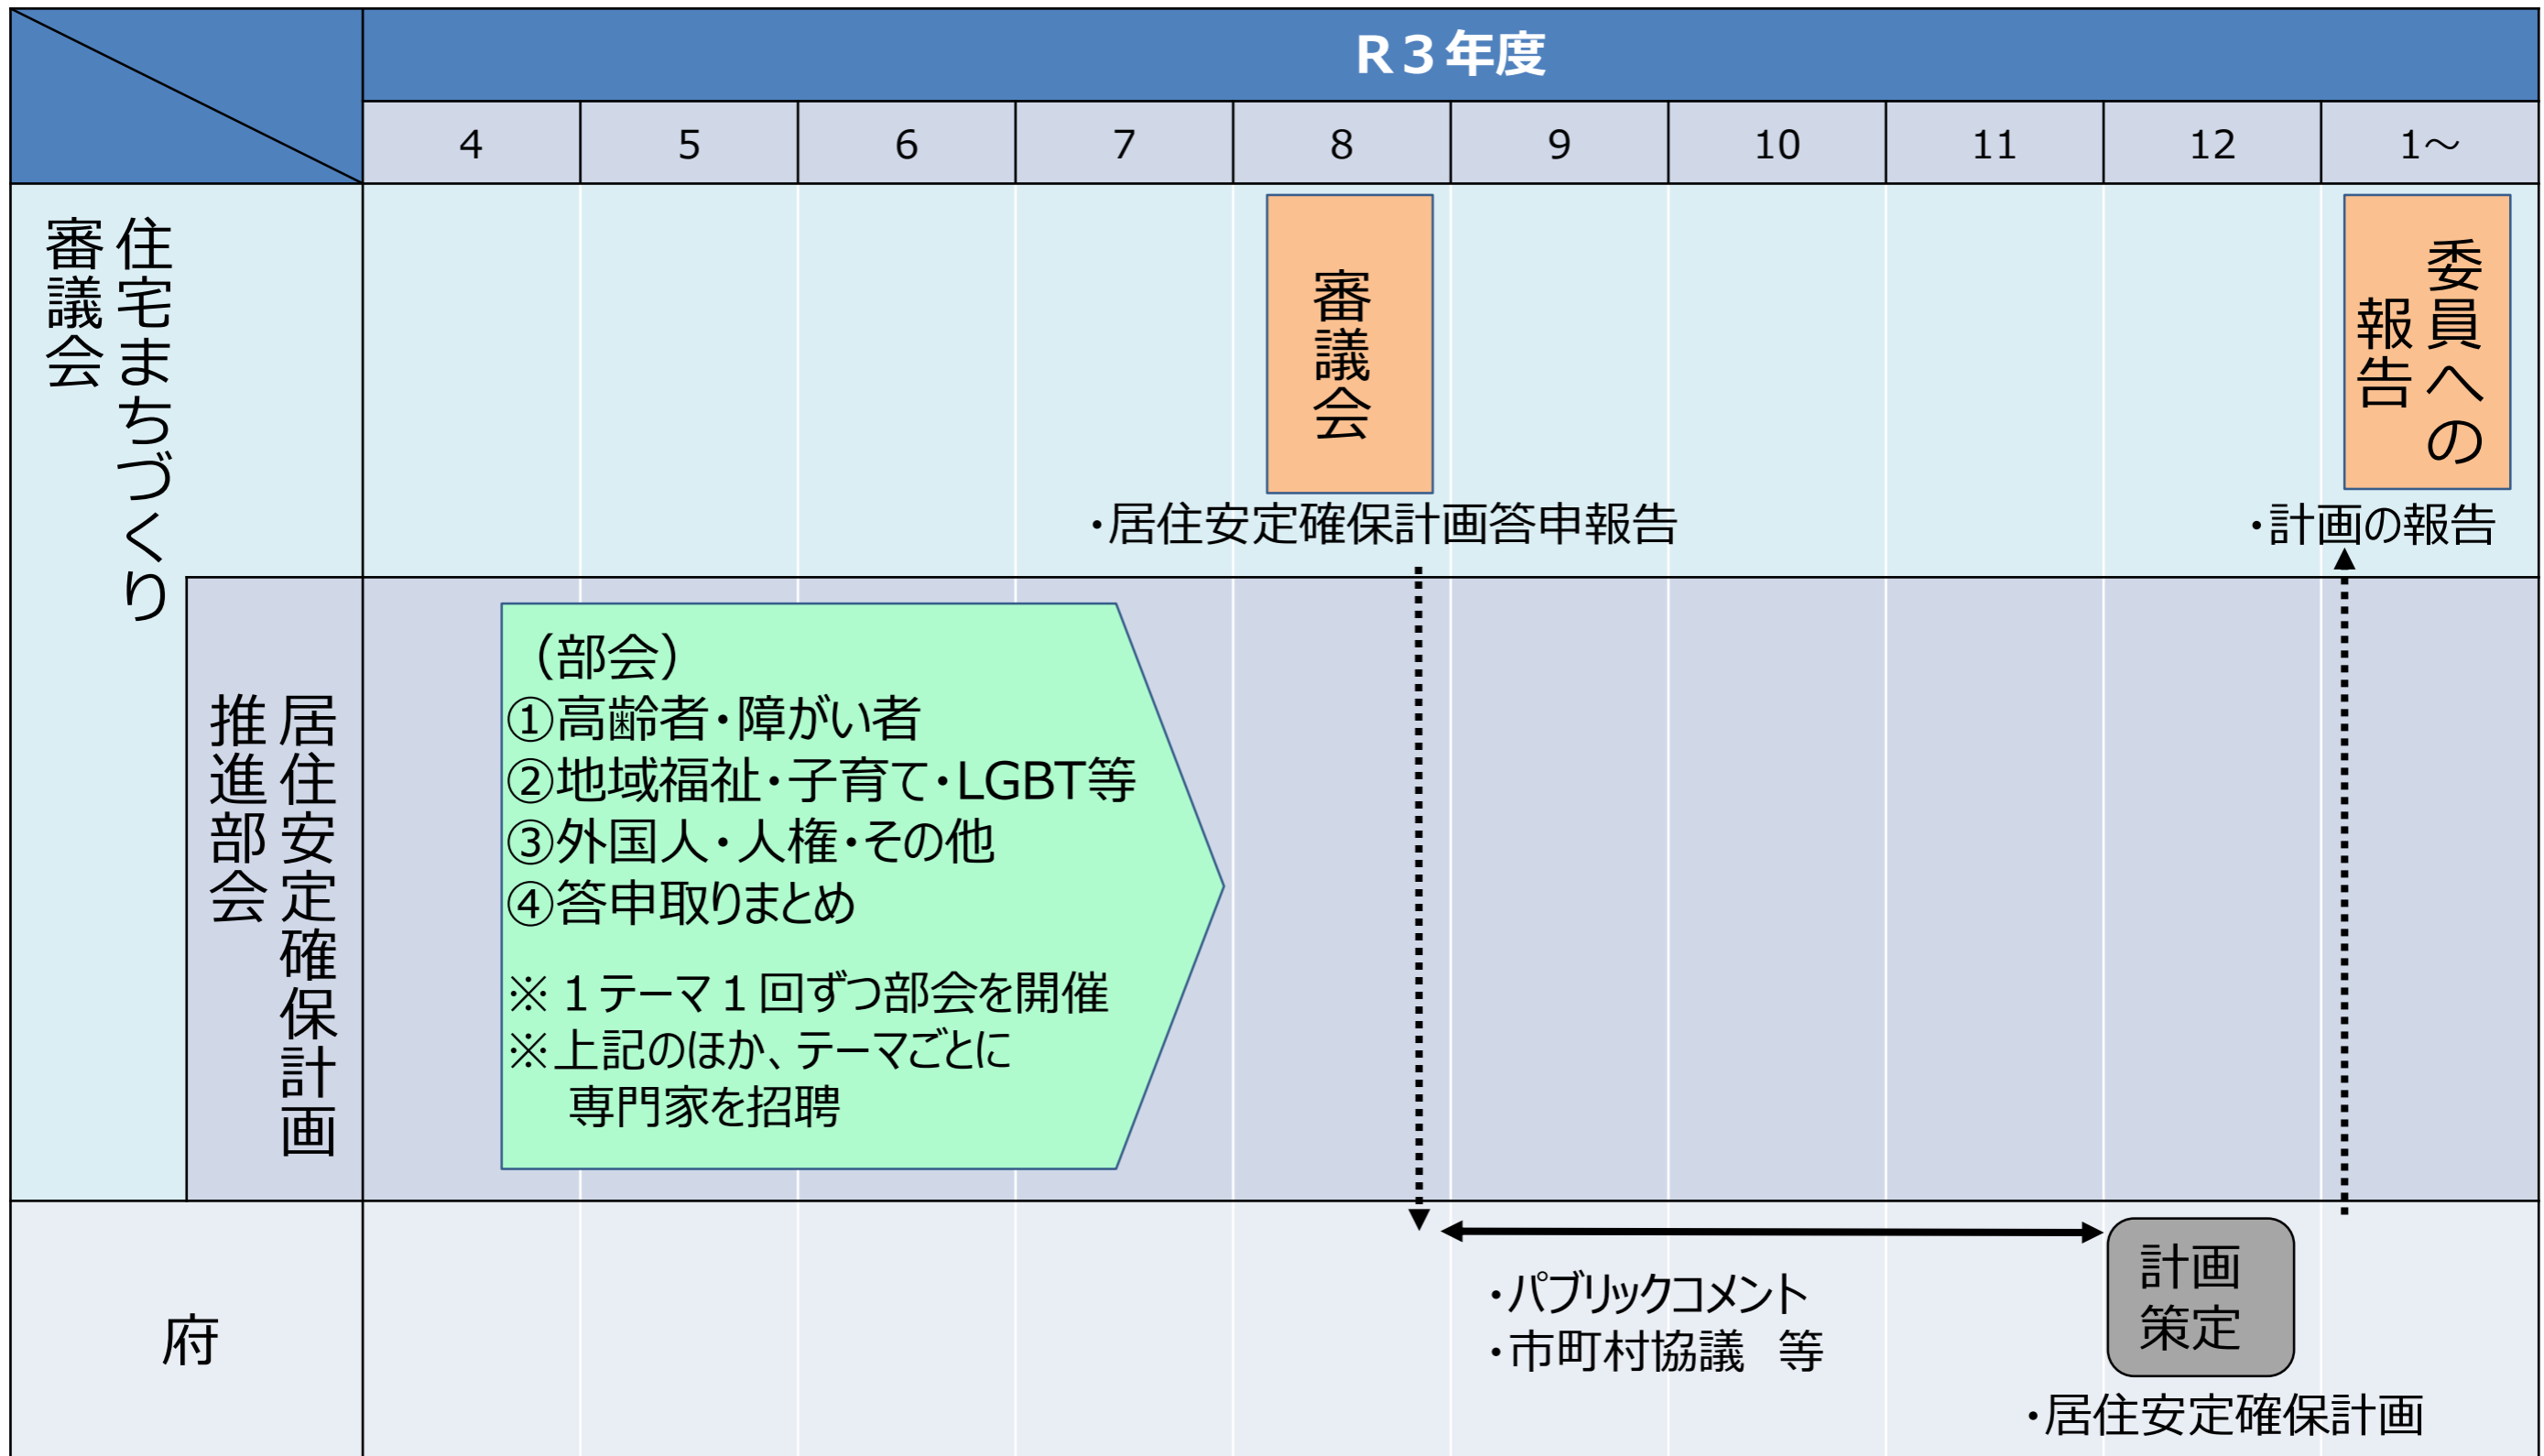 R３年度
4
5
6
7
8
9
10
11
12
1～
住宅まちづくり
審議会
審議会
委員への
報告
・居住安定確保計画答申報告
・計画の報告
居住安定確保計画
推進部会
（部会）
①高齢者・障がい者
②地域福祉・子育て・LGBT等
③外国人・人権・その他
④答申取りまとめ
※１テーマ１回ずつ部会を開催
※上記のほか、テーマごとに
専門家を招聘
府
・パブリックコメント
・市町村協議　等
計画
策定
・居住安定確保計画